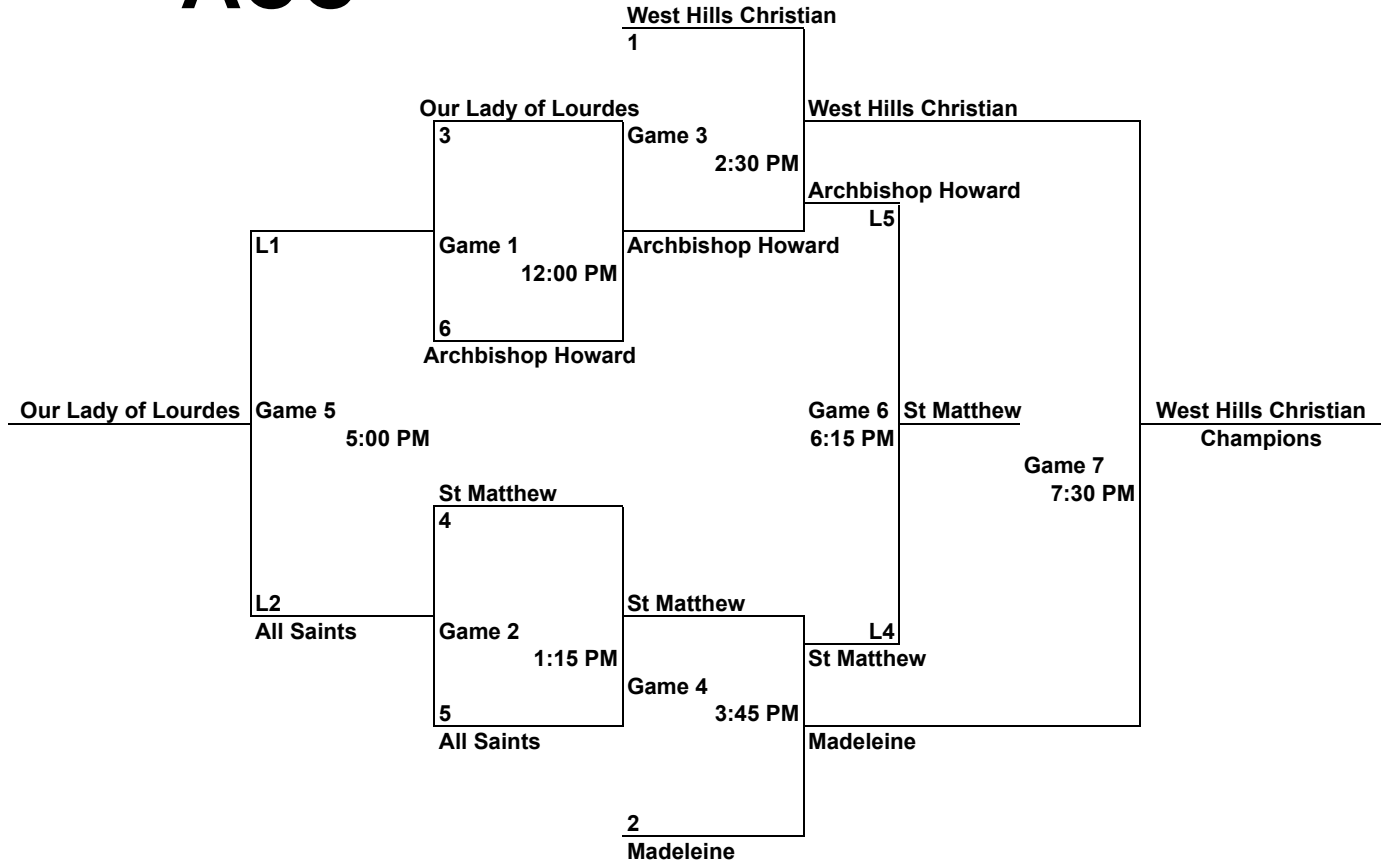 West Hills Christian
1
Our Lady of Lourdes
West Hills Christian
3
Game 3
2:30 PM
Archbishop Howard
L5
L1
Game 1
Archbishop Howard
12:00 PM
6
Archbishop Howard
Our Lady of Lourdes
Game 5
Game 6
St Matthew
West Hills Christian
5:00 PM
6:15 PM
Champions
Game 7
7:30 PM
St Matthew
4
L2
St Matthew
All Saints
Game 2
L4
1:15 PM
St Matthew
Game 4
5
3:45 PM
All Saints
Madeleine
2
Madeleine